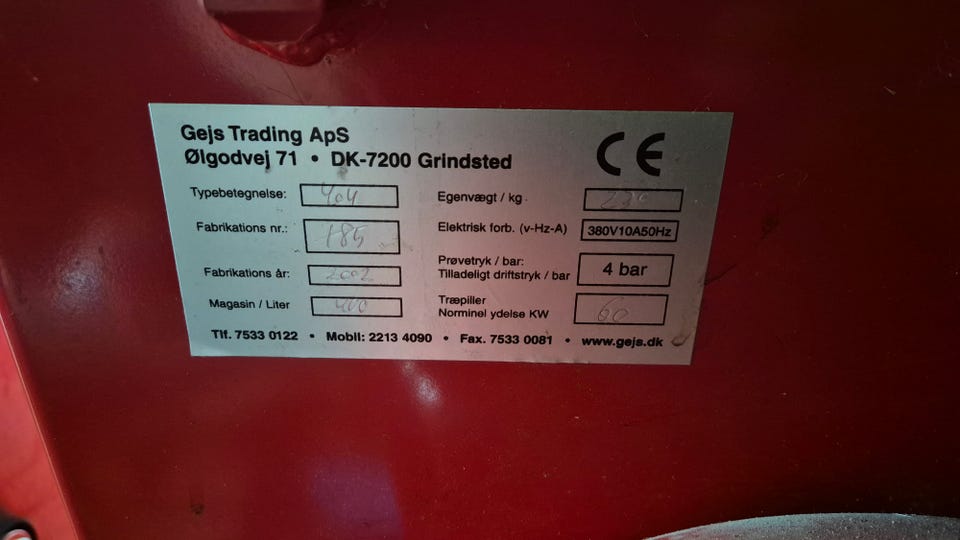 Gejs Trading ApS
Ølgodvej 71 • DK-7200 Grindsted
CE
Typebetegnelse: 404
Fabrikations nr.: 185
Fabrikations år: 2002
Magasin / Liter 400
Egenvægt / kg
Elektrisk forb. (v-Hz-A) 380V10A50Hz
Prøvetryk / bar:
Tilladeligt driftstryk / bar 4 bar
Træpiller
Norminel ydelse KW 60
Tlf. 7533 0122 • Mobil: 2213 4090 • Fax. 7533 0081 • www.gejs.dk